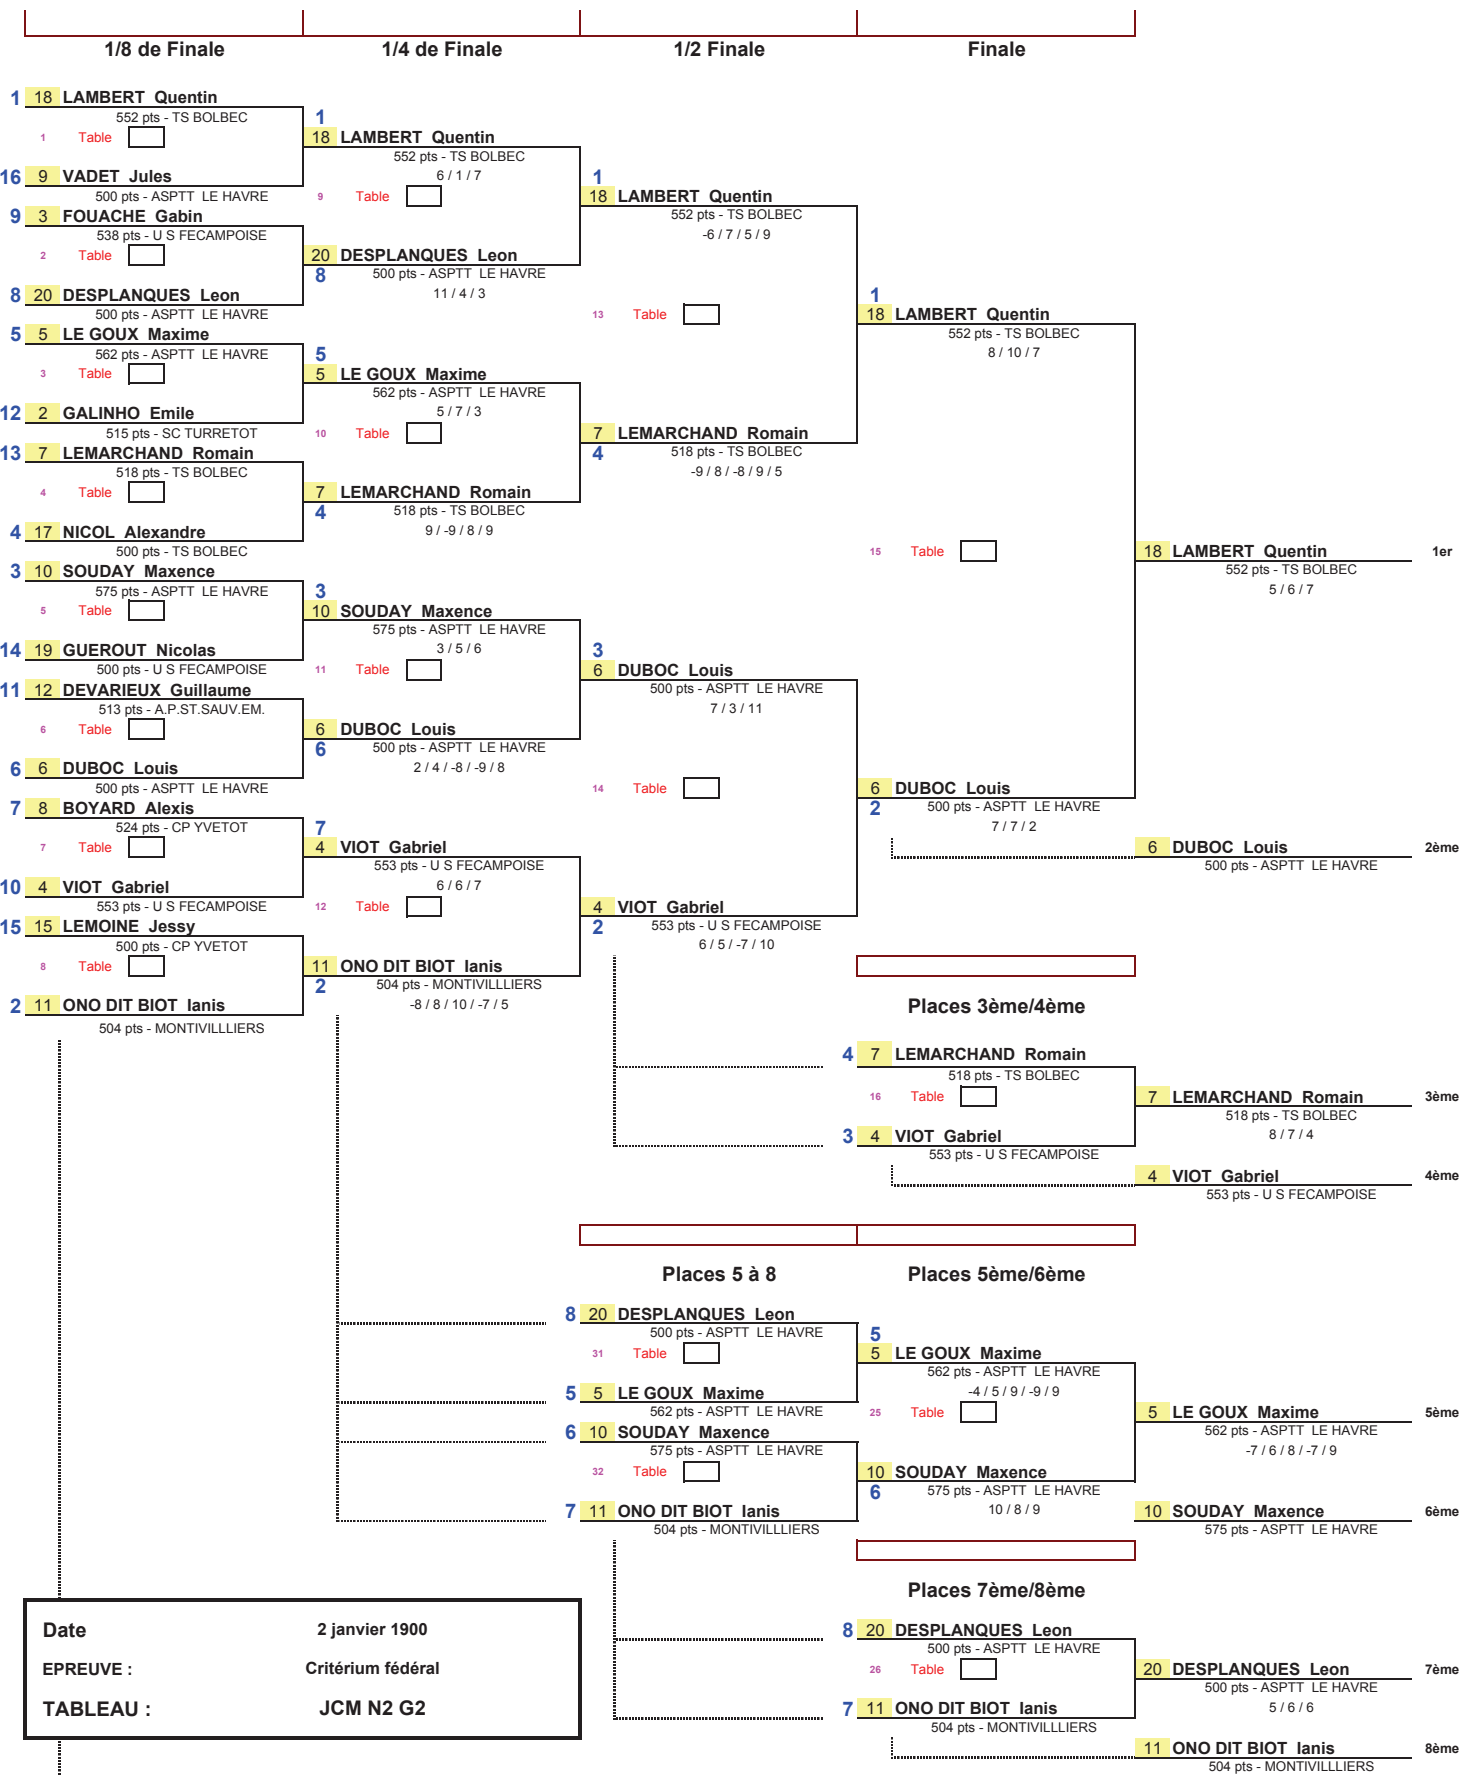 1/8 de Finale
1/4 de Finale
1/2 Finale
Finale
1 18 LAMBERT Quentin
552 pts - TS BOLBEC
1 Table
16 9 VADET Jules
500 pts - ASPTT LE HAVRE
9 3 FOUACHE Gabin
538 pts - U S FECAMPOISE
2 Table
8 20 DESPLANQUES Leon
500 pts - ASPTT LE HAVRE
5 5 LE GOUX Maxime
562 pts - ASPTT LE HAVRE
3 Table
12 2 GALINHO Emile
515 pts - SC TURRETOT
13 7 LEMARCHAND Romain
518 pts - TS BOLBEC
4 Table
4 17 NICOL Alexandre
500 pts - TS BOLBEC
3 10 SOUDAY Maxence
575 pts - ASPTT LE HAVRE
5 Table
14 19 GUEROUT Nicolas
500 pts - U S FECAMPOISE
11 12 DEVARIEUX Guillaume
513 pts - A.P.ST.SAUV.EM.
6 Table
6 6 DUBOC Louis
500 pts - ASPTT LE HAVRE
7 8 BOYARD Alexis
524 pts - CP YVETOT
7 Table
10 4 VIOT Gabriel
553 pts - U S FECAMPOISE
15 15 LEMOINE Jessy
500 pts - CP YVETOT
8 Table
2 11 ONO DIT BIOT Ianis
504 pts - MONTIVILLLIERS
1
18 LAMBERT Quentin
552 pts - TS BOLBEC
6 / 1 / 7
9 Table
20 DESPLANQUES Leon
8 500 pts - ASPTT LE HAVRE
11 / 4 / 3
5
5 LE GOUX Maxime
562 pts - ASPTT LE HAVRE
5 / 7 / 3
10 Table
7 LEMARCHAND Romain
4 518 pts - TS BOLBEC
9 / -9 / 8 / 9
3
10 SOUDAY Maxence
575 pts - ASPTT LE HAVRE
3 / 5 / 6
11 Table
6 DUBOC Louis
6 500 pts - ASPTT LE HAVRE
2 / 4 / -8 / -9 / 8
7
4 VIOT Gabriel
553 pts - U S FECAMPOISE
6 / 6 / 7
12 Table
11 ONO DIT BIOT Ianis
2 504 pts - MONTIVILLLIERS
-8 / 8 / 10 / -7 / 5
1
18 LAMBERT Quentin
552 pts - TS BOLBEC
-6 / 7 / 5 / 9
13 Table
7 LEMARCHAND Romain
4 518 pts - TS BOLBEC
-9 / 8 / -8 / 9 / 5
3
6 DUBOC Louis
500 pts - ASPTT LE HAVRE
7 / 3 / 11
14 Table
4 VIOT Gabriel
2 553 pts - U S FECAMPOISE
6 / 5 / -7 / 10
1
18 LAMBERT Quentin
552 pts - TS BOLBEC
8 / 10 / 7
15 Table
6 DUBOC Louis
2 500 pts - ASPTT LE HAVRE
7 / 7 / 2
18 LAMBERT Quentin 1er
552 pts - TS BOLBEC
5 / 6 / 7
6 DUBOC Louis 2ème
500 pts - ASPTT LE HAVRE
Places 3ème/4ème
4 7 LEMARCHAND Romain
518 pts - TS BOLBEC
16 Table
3 4 VIOT Gabriel
553 pts - U S FECAMPOISE
7 LEMARCHAND Romain 3ème
518 pts - TS BOLBEC
8 / 7 / 4
4 VIOT Gabriel 4ème
553 pts - U S FECAMPOISE
Places 5 à 8
Places 5ème/6ème
8 20 DESPLANQUES Leon
500 pts - ASPTT LE HAVRE
31 Table
5 5 LE GOUX Maxime
562 pts - ASPTT LE HAVRE
6 10 SOUDAY Maxence
575 pts - ASPTT LE HAVRE
32 Table
7 11 ONO DIT BIOT Ianis
504 pts - MONTIVILLLIERS
5
5 LE GOUX Maxime
562 pts - ASPTT LE HAVRE
-4 / 5 / 9 / -9 / 9
25 Table
10 SOUDAY Maxence
6 575 pts - ASPTT LE HAVRE
10 / 8 / 9
5 LE GOUX Maxime 5ème
562 pts - ASPTT LE HAVRE
-7 / 6 / 8 / -7 / 9
10 SOUDAY Maxence 6ème
575 pts - ASPTT LE HAVRE
Places 7ème/8ème
8 20 DESPLANQUES Leon
500 pts - ASPTT LE HAVRE
26 Table
7 11 ONO DIT BIOT Ianis
504 pts - MONTIVILLLIERS
20 DESPLANQUES Leon 7ème
500 pts - ASPTT LE HAVRE
5 / 6 / 6
11 ONO DIT BIOT Ianis 8ème
504 pts - MONTIVILLLIERS
Date 2 janvier 1900
EPREUVE : Critérium fédéral
TABLEAU : JCM N2 G2